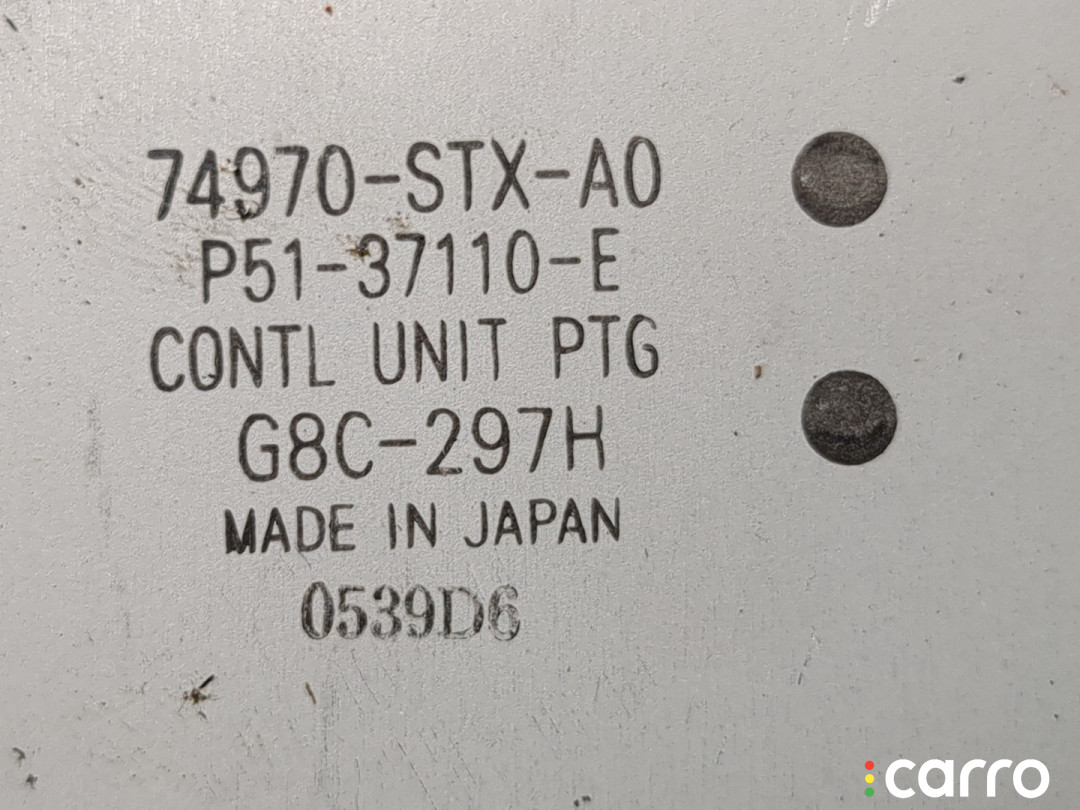 74970-STX-A0
P51-37110-E
CONTL UNIT PTG
G8C-297H
MADE IN JAPAN
0539D6
carro